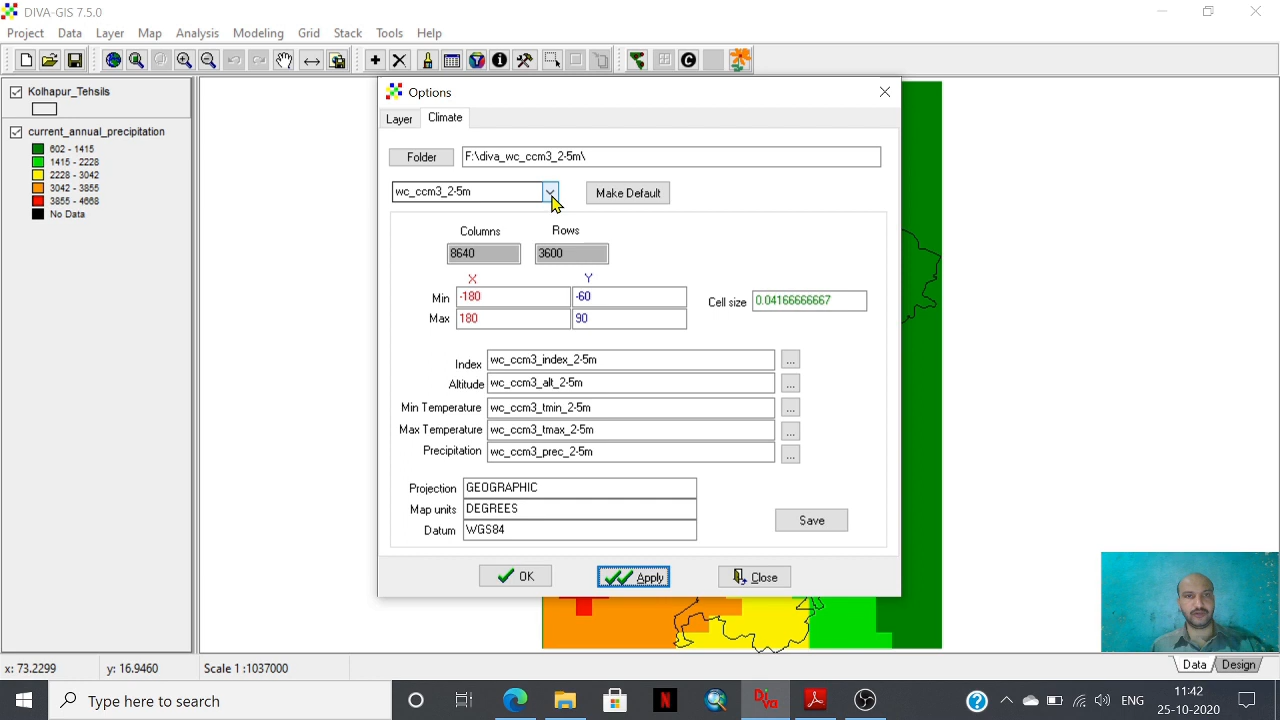 DIVA-GIS 7.5.0
Project Data Layer Map Analysis Modeling Grid Stack Tools Help
Kolhapur_Tehsils
current_annual_precipitation
602 - 1415
1415 - 2228
2228 - 3042
3042 - 3855
3855 - 4668
No Data
Options
Layer Climate
Folder F:\diva_wc_ccm3_2-5m\
wc_ccm3_2-5m Make Default
Columns Rows
8640 3600
X Y
Min -180 -60
Max 180 90
Cell size 0.04166666667
Index wc_ccm3_index_2-5m ...
Altitude wc_ccm3_alt_2-5m ...
Min Temperature wc_ccm3_tmin_2-5m ...
Max Temperature wc_ccm3_tmax_2-5m ...
Precipitation wc_ccm3_prec_2-5m ...
Projection GEOGRAPHIC
Map units DEGREES
Datum WGS84
Save
OK Apply Close
x: 73.2299 y: 16.9460 Scale 1 :1037000
Data Design
Type here to search
N
Diva
ENG
11:42
25-10-2020